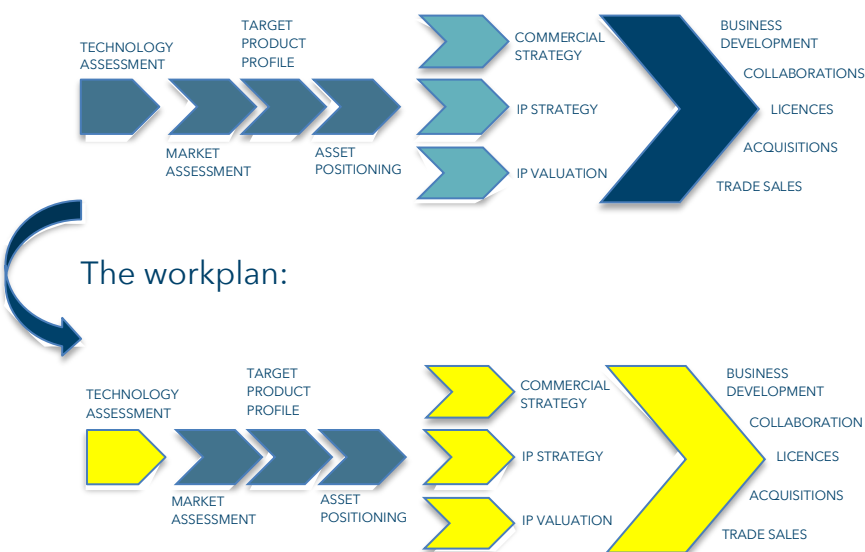 TECHNOLOGY
ASSESSMENT
MARKET
ASSESSMENT
TARGET
PRODUCT
PROFILE
ASSET
POSITIONING
COMMERCIAL
STRATEGY
IP STRATEGY
IP VALUATION
BUSINESS
DEVELOPMENT
COLLABORATIONS
LICENCES
ACQUISITIONS
TRADE SALES
The workplan:
TECHNOLOGY
ASSESSMENT
MARKET
ASSESSMENT
TARGET
PRODUCT
PROFILE
ASSET
POSITIONING
COMMERCIAL
STRATEGY
IP STRATEGY
IP VALUATION
BUSINESS
DEVELOPMENT
COLLABORATION
LICENCES
ACQUISITIONS
TRADE SALES